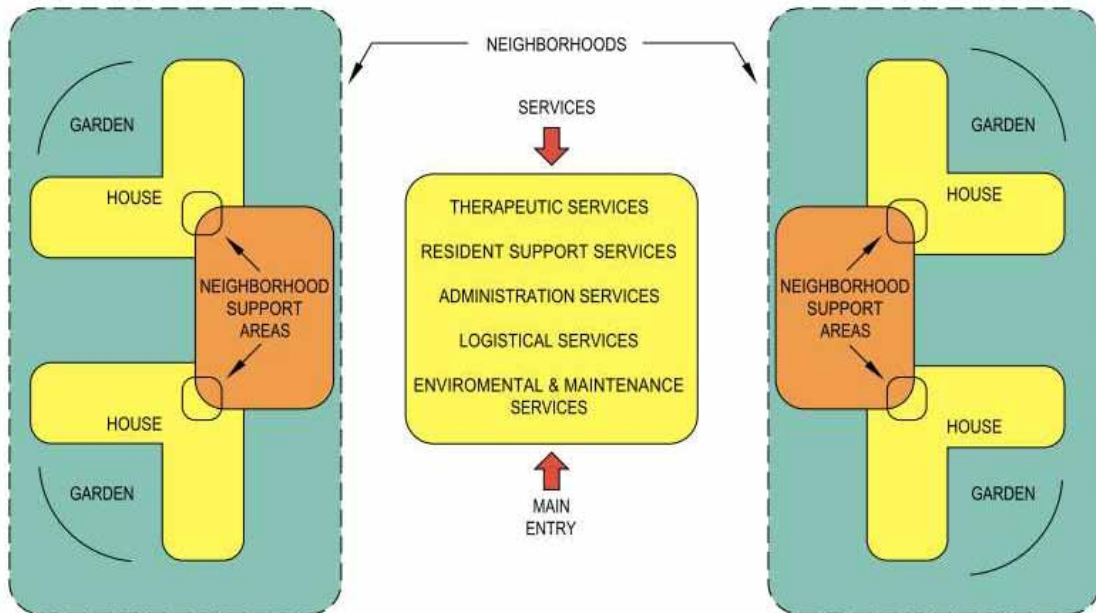 NEIGHBORHOODS
SERVICES
GARDEN
HOUSE
NEIGHBORHOOD
SUPPORT
AREAS
HOUSE
GARDEN
THERAPEUTIC SERVICES
RESIDENT SUPPORT SERVICES
ADMINISTRATION SERVICES
LOGISTICAL SERVICES
ENVIROMENTAL & MAINTENANCE
SERVICES
MAIN
ENTRY
GARDEN
HOUSE
NEIGHBORHOOD
SUPPORT
AREAS
HOUSE
GARDEN